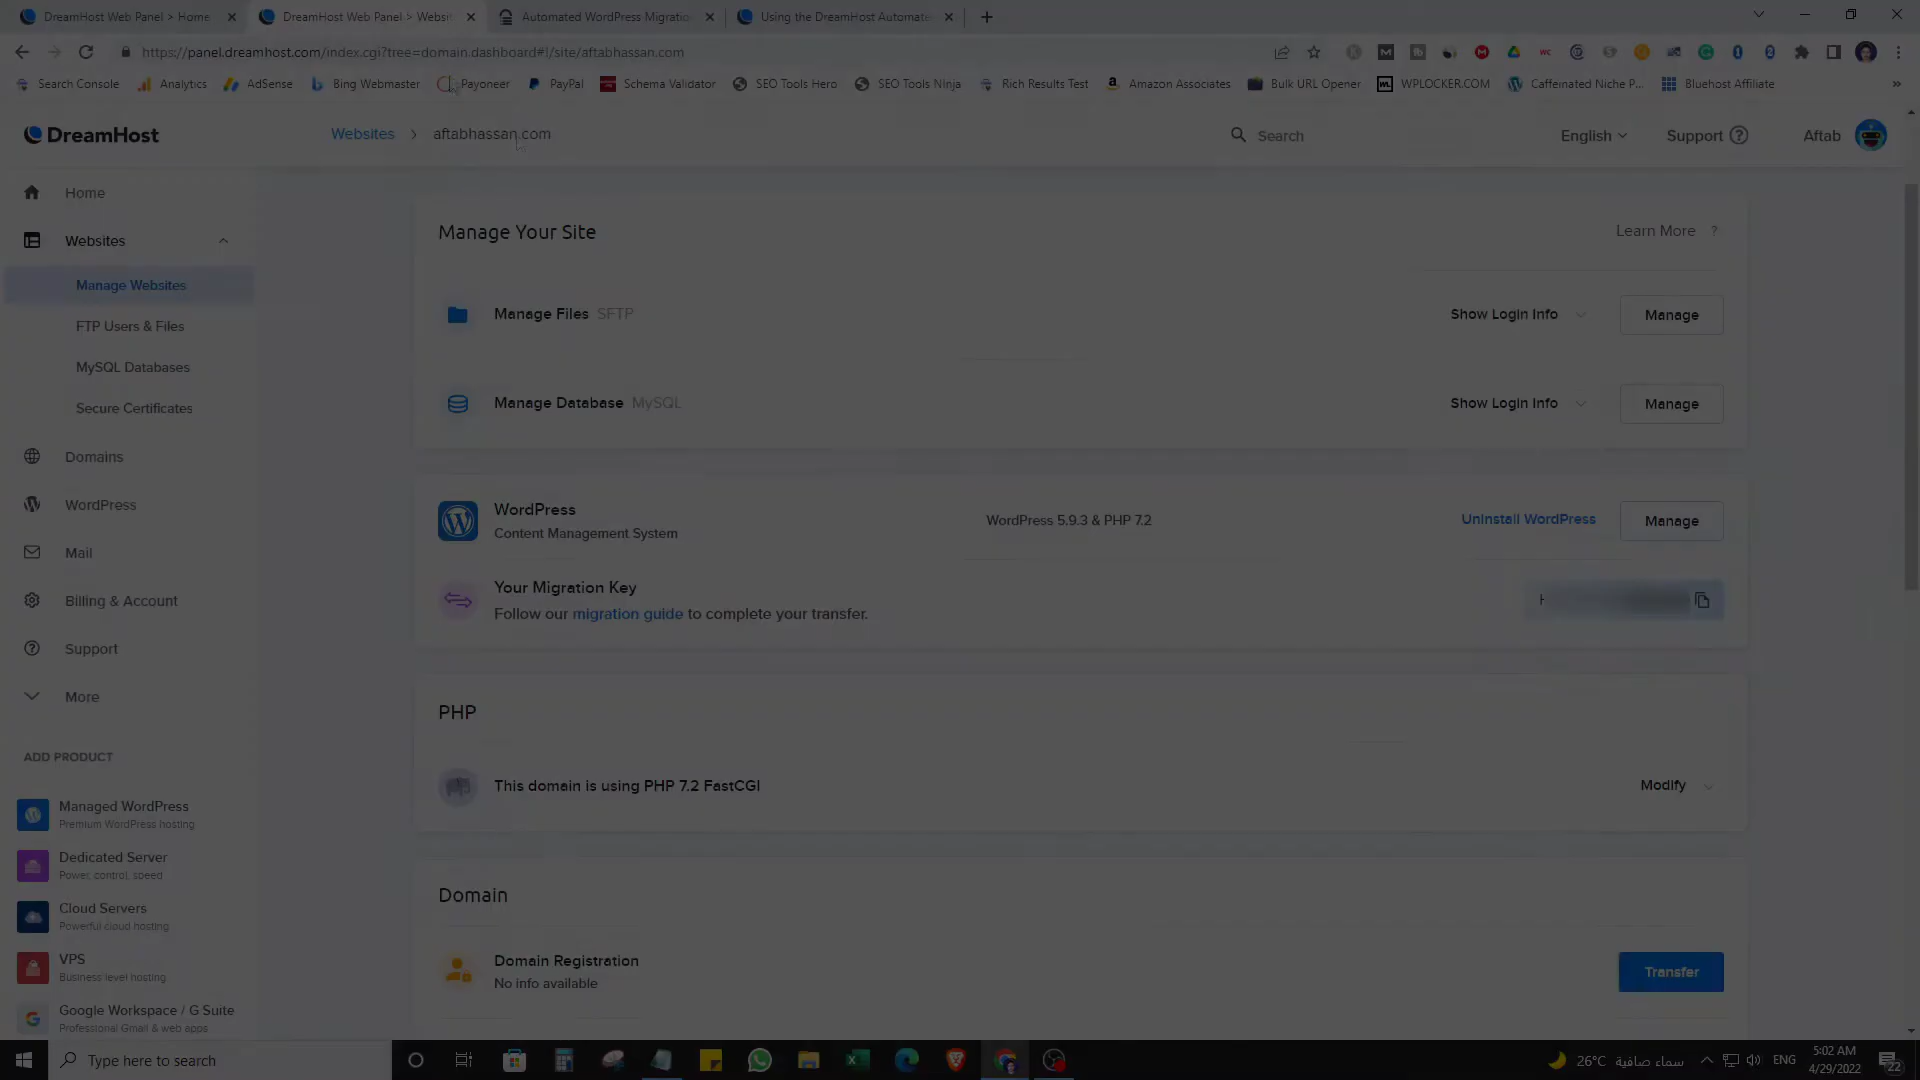 DreamHost Web Panel > Home
DreamHost Web Panel > Websit
Automated WordPress Migratio
Using the DreamHost Automate
https://panel.dreamhost.com/index.cgi?tree=domain.dashboard#!/site/aftabhassan.com
Search Console
Analytics
AdSense
Bing Webmaster
Payoneer
PayPal
Schema Validator
SEO Tools Hero
SEO Tools Ninja
Rich Results Test
Amazon Associates
Bulk URL Opener
WPLOCKER.COM
Caffeinated Niche P...
Bluehost Affiliate
»
DreamHost
Websites > aftabhassan.com
Search
English
Support
Aftab
Home
Websites
Manage Websites
FTP Users & Files
MySQL Databases
Secure Certificates
Domains
WordPress
Mail
Billing & Account
Support
More
ADD PRODUCT
Managed WordPress
Premium WordPress hosting
Dedicated Server
Power, control, speed
Cloud Servers
Powerful cloud hosting
VPS
Business level hosting
Google Workspace / G Suite
Professional Gmail & web apps
Manage Your Site
Learn More ?
Manage Files SFTP
Show Login Info
Manage
Manage Database MySQL
Show Login Info
Manage
WordPress
Content Management System
WordPress 5.9.3 & PHP 7.2
Uninstall WordPress
Manage
Your Migration Key
Follow our migration guide to complete your transfer.
PHP
This domain is using PHP 7.2 FastCGI
Modify
Domain
Domain Registration
No info available
Transfer
Type here to search
26°C سماء صافية
ENG
5:02 AM
4/29/2022
22